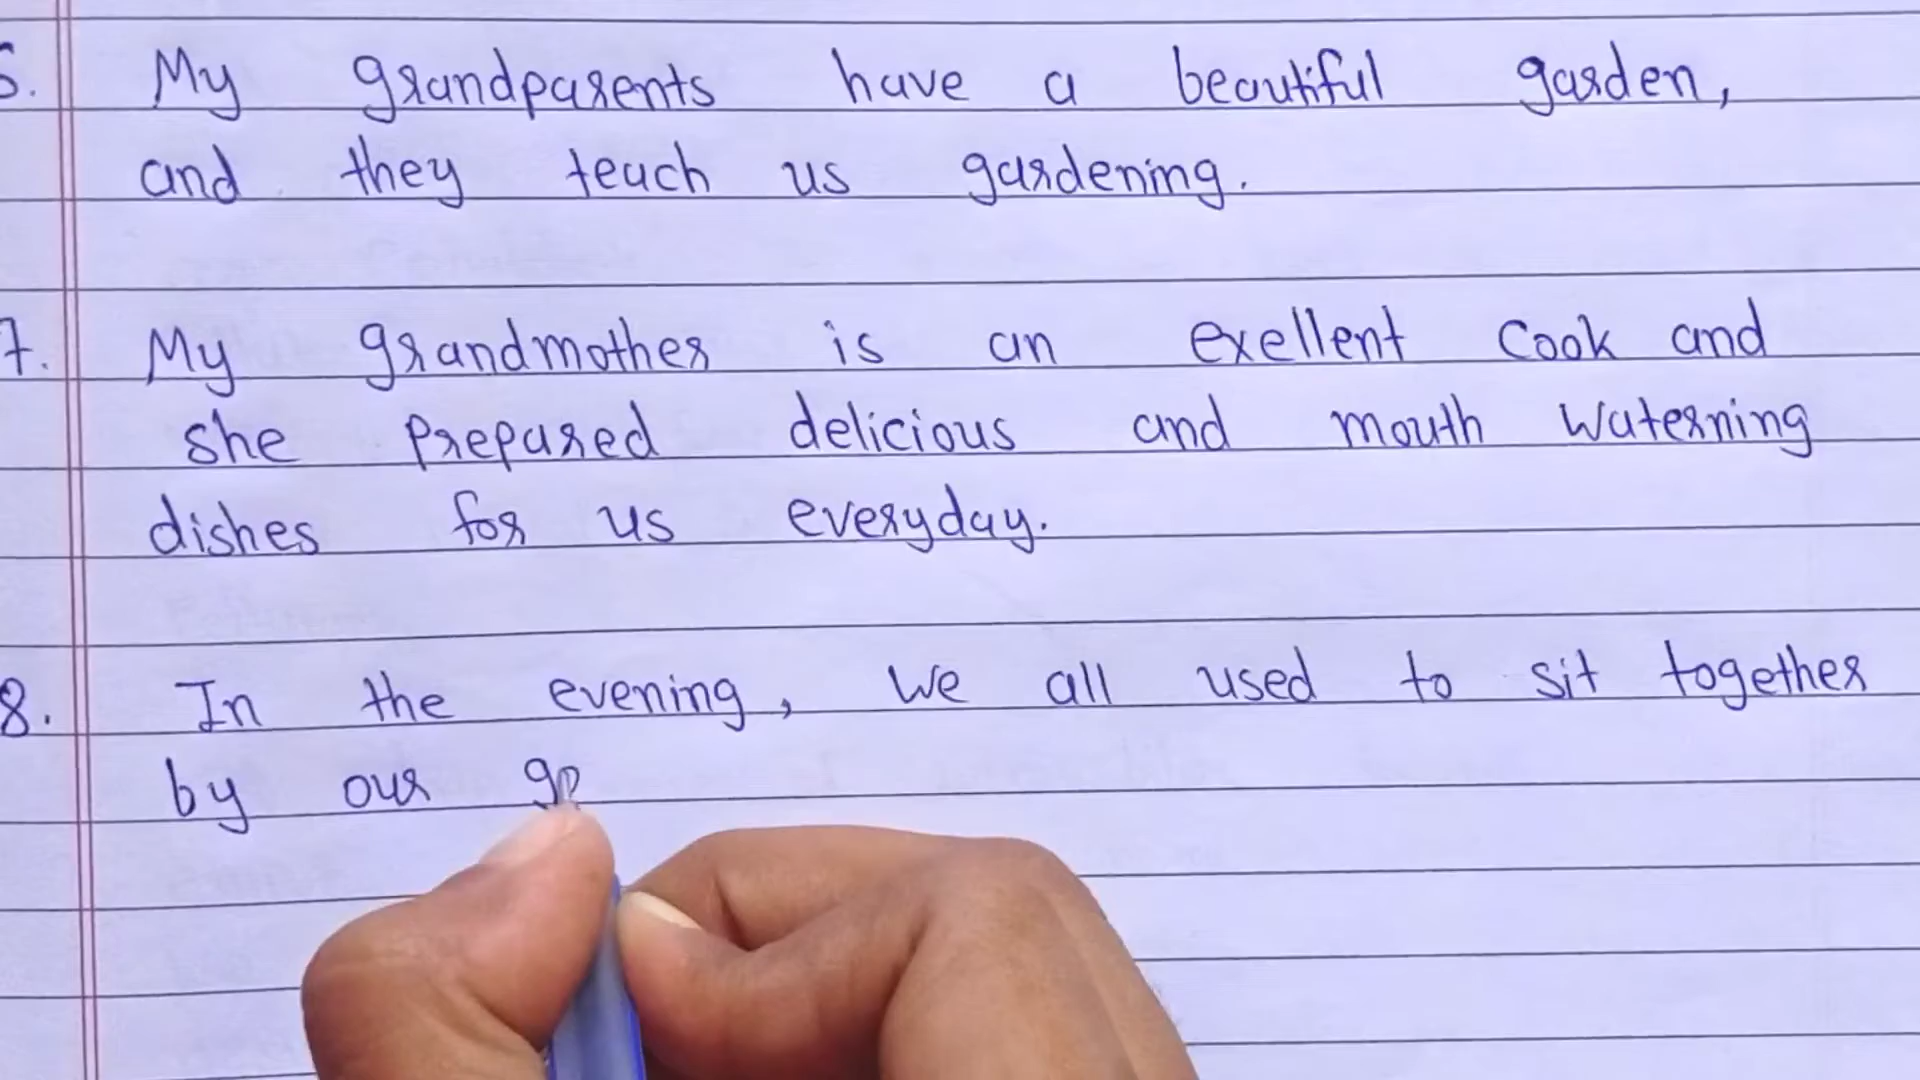 My grandparents have a beautiful garden,
and they teach us gardening.
7. My grandmother is an exellent cook and
she prepared delicious and mouth waterning
dishes for us everyday.
8. In the evening, we all used to sit together
by our